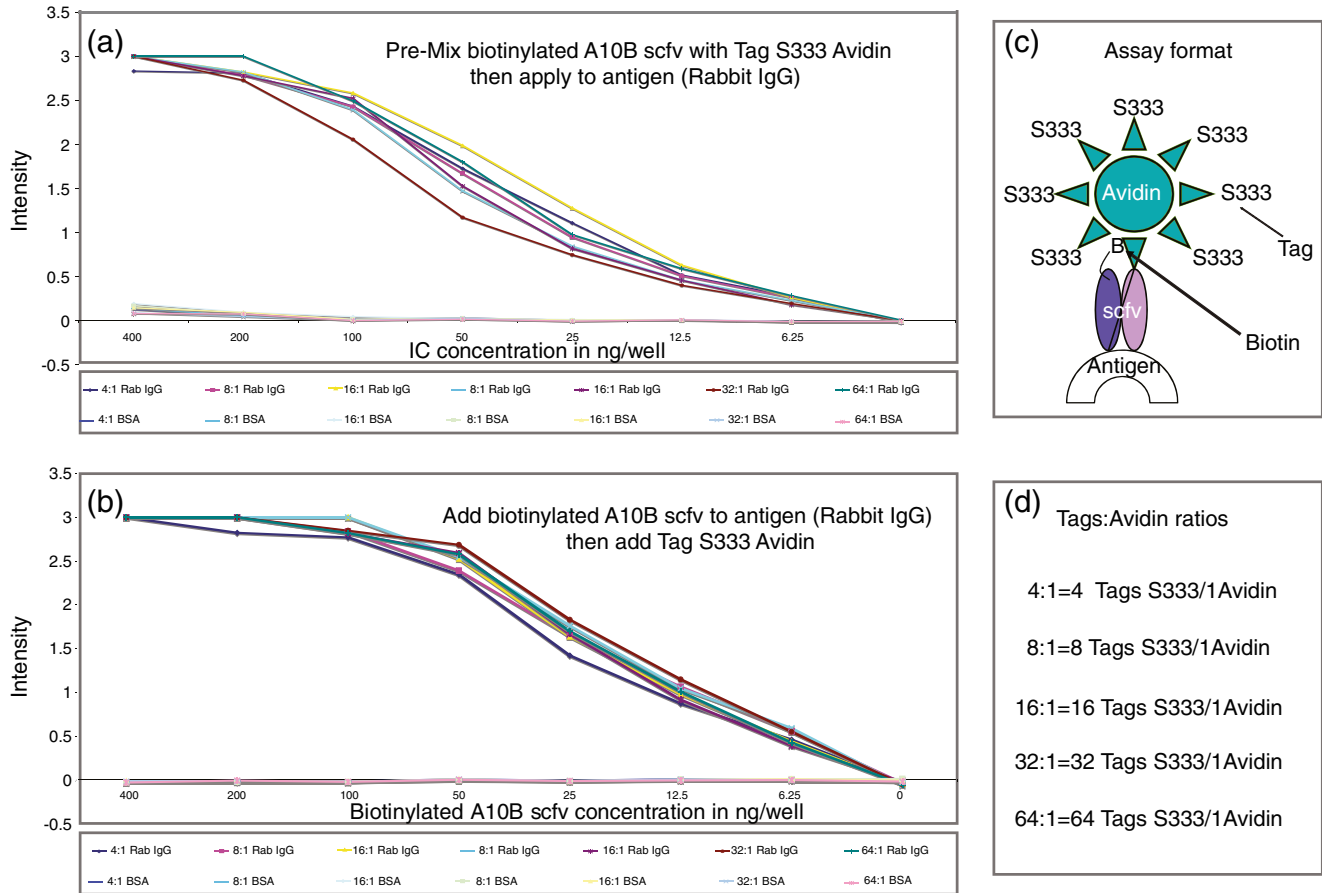 (a)
Pre-Mix biotinylated A10B scfv with Tag S333 Avidin
then apply to antigen (Rabbit IgG)
Intensity
3.5
3
2.5
2
1.5
1
0.5
0
-0.5
400 200 100 50 25 12.5 6.25
IC concentration in ng/well
4:1 Rab IgG 8:1 Rab IgG 16:1 Rab IgG 8:1 Rab IgG 16:1 Rab IgG 32:1 Rab IgG 64:1 Rab IgG
4:1 BSA 8:1 BSA 16:1 BSA 8:1 BSA 16:1 BSA 32:1 BSA 64:1 BSA
(b)
Add biotinylated A10B scfv to antigen (Rabbit IgG)
then add Tag S333 Avidin
Intensity
3.5
3
2.5
2
1.5
1
0.5
0
-0.5
400 200 100 50 25 12.5 6.25 0
Biotinylated A10B scfv concentration in ng/well
4:1 Rab IgG 8:1 Rab IgG 16:1 Rab IgG 8:1 Rab IgG 16:1 Rab IgG 32:1 Rab IgG 64:1 Rab IgG
4:1 BSA 8:1 BSA 16:1 BSA 8:1 BSA 16:1 BSA 32:1 BSA 64:1 BSA
(c)
Assay format
S333
S333 S333
S333 Avidin S333
Tag
S333 B S333
scfv
Biotin
Antigen
(d)
Tags:Avidin ratios
4:1=4 Tags S333/1Avidin
8:1=8 Tags S333/1Avidin
16:1=16 Tags S333/1Avidin
32:1=32 Tags S333/1Avidin
64:1=64 Tags S333/1Avidin